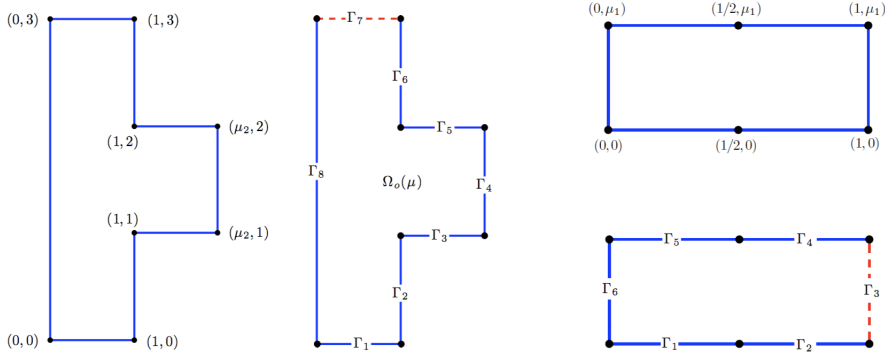 (0, 3)
(1, 3)
(1, 2)
(μ₂, 2)
(1, 1)
(μ₂, 1)
(0, 0)
(1, 0)
Γ₇
Γ₆
Γ₅
Γ₈
Ωₒ(μ)
Γ₄
Γ₃
Γ₂
Γ₁
(0, μ₁)
(1/2, μ₁)
(1, μ₁)
(0, 0)
(1/2, 0)
(1, 0)
Γ₅
Γ₄
Γ₆
Γ₃
Γ₁
Γ₂